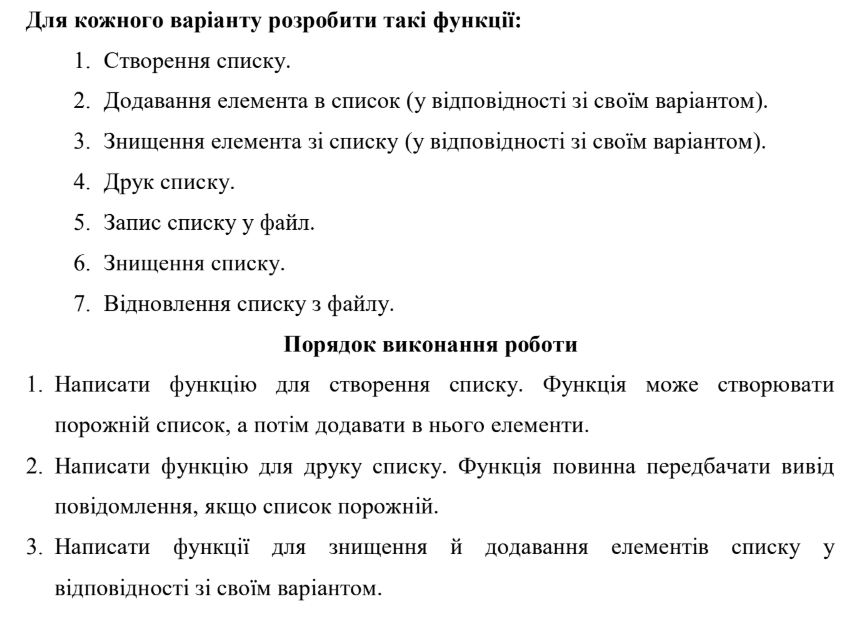 Для кожного варіанту розробити такі функції:
1. Створення списку.
2. Додавання елемента в список (у відповідності зі своїм варіантом).
3. Знищення елемента зі списку (у відповідності зі своїм варіантом).
4. Друк списку.
5. Запис списку у файл.
6. Знищення списку.
7. Відновлення списку з файлу.
Порядок виконання роботи
1. Написати функцію для створення списку. Функція може створювати
порожній список, а потім додавати в нього елементи.
2. Написати функцію для друку списку. Функція повинна передбачати вивід
повідомлення, якщо список порожній.
3. Написати функції для знищення й додавання елементів списку у
відповідності зі своїм варіантом.